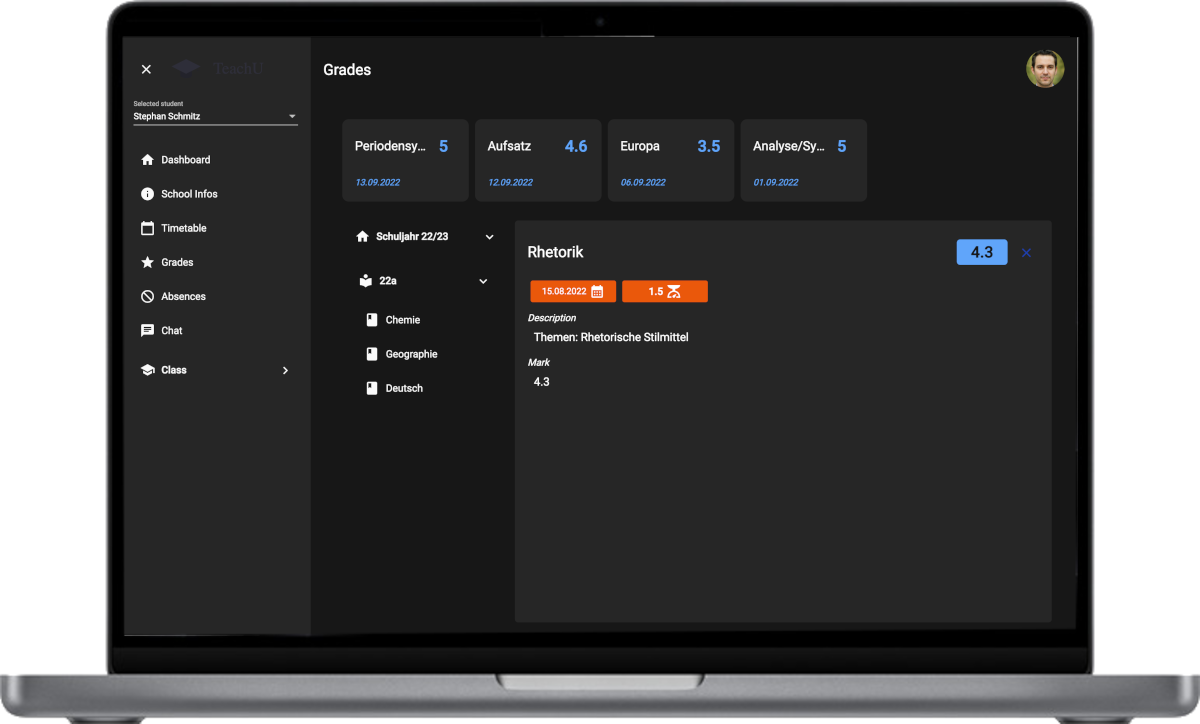 TeachU
Grades
Selected student
Stephan Schmitz
Dashboard
School Infos
Timetable
Grades
Absences
Chat
Class
Periodensy... 5
13.09.2022
Aufsatz 4.6
12.09.2022
Europa 3.5
06.09.2022
Analyse/Sy... 5
01.09.2022
Schuljahr 22/23
22a
Chemie
Geographie
Deutsch
Rhetorik 4.3
15.08.2022 1.5
Description
Themen: Rhetorische Stilmittel
Mark
4.3